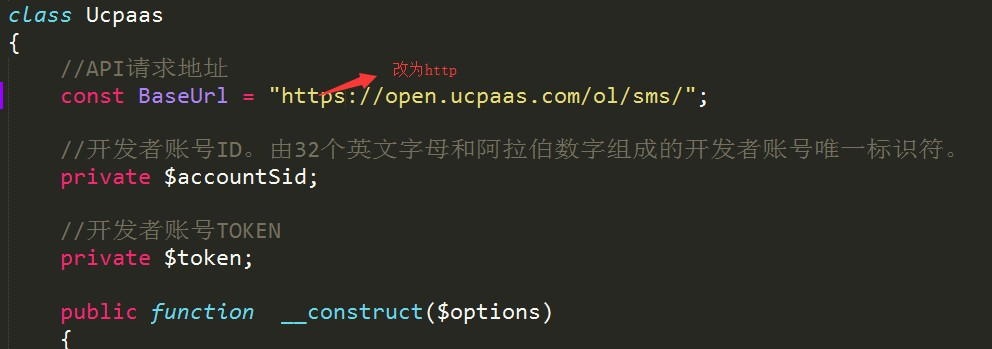 class Ucpaas
{
//API请求地址
改为http
const BaseUrl = "https://open.ucpaas.com/ol/sms/";
//开发者账号ID。由32个英文字母和阿拉伯数字组成的开发者账号唯一标识符。
private $accountSid;
//开发者账号TOKEN
private $token;
public function __construct($options)
{